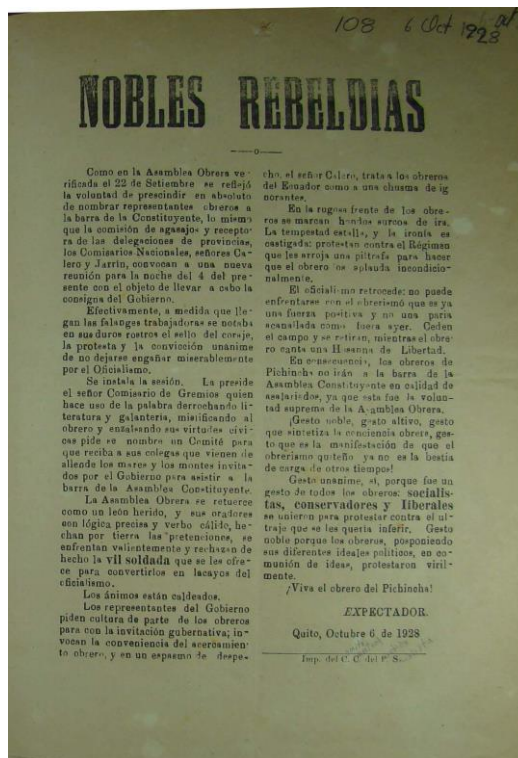 108 6 Oct 1928
NOBLES REBELDIAS
Como en la Asamblea Obrera ve-
rificada el 22 de Setiembre se reflejó
la voluntad de prescindir en absoluto
de nombrar representantes obreros a
la barra de la Constituyente, lo mismo
que la comisión de agasajos y recepto-
ra de las delegaciones de provincias,
los Comisarios Nacionales, señores Ca-
lero y Jarrín, convocan a una nueva
reunión para la noche del 4 del pre-
sente con el objeto de llevar a cabo la
consigna del Gobierno.
Efectivamente, a medida que lle-
gan las falanges trabajadoras se notaba
en sus duros rostros el sello del coraje,
la protesta y la convicción unánime
de no dejarse engañar miserablemente
por el Oficialismo.
Se instala la sesión. La preside
el señor Comisario de Gremios quien
hace uso de la palabra derrochando li-
teratura y galantería, mistificando al
obrero y ensalsando sus virtudes cívi-
cas pide se nombre un Comité para
que reciba a sus colegas que vienen de
allende los mares y los montes invita-
dos por el Gobierno para asistir a la
barra de la Asamblea Constituyente.
La Asamblea Obrera se retuerce
como un león herido, y sus oradores
con lógica precisa y verbo cálido, he-
chan por tierra las pretenciones, se
enfrentan valientemente y rechazan de
hecho la vil soldada que se les ofre-
ce para convertirlos en lacayos del
oficialismo.
Los ánimos están caldeados.
Los representantes del Gobierno
piden cultura de parte de los obreros
para con la invitación gubernativa; in-
vocan la conveniencia del acercamien-
to obrero, y en un espasmo de despe-
cho, el señor Calero, trata a los obreros
del Ecuador como a una chusma de ig
norantes.
En la rugosa frente de los obre-
ros se marcan hondos surcos de ira.
La tempestad estalla, y la ironía es
castigada: protestan contra el Régimen
que les arroja una piltrafa para hacer
que el obrero los aplauda incondicio-
nalmente.
El oficialismo retrocede: no puede
enfrentarse con el obrerismo que es ya
una fuerza positiva y no una paria
acanallada como fuera ayer. Ceden
el campo y se retiran, mientras el obre-
ro canta una Hosanna de Libertad.
En consecuencia, los obreros de
Pichincha no irán a la barra de la
Asamblea Constituyente en calidad de
asalariados, ya que esta fue la volun-
tad suprema de la Asamblea Obrera.
¡Gesto noble, gesto altivo, gesto
que sintetiza la conciencia obrera, ges-
to que es la manifestación de que el
obrerismo quiteño ya no es la bestia
de carga de otros tiempos!
Gesto unánime, sí, porque fue un
gesto de todos los obreros: socialis-
tas, conservadores y liberales
se unieron para protestar contra el ul-
traje que se les quería inferir. Gesto
noble porque los obreros, posponiendo
sus diferentes ideales políticos, en co-
munión de ideas, protestaron viril-
mente.
¡Viva el obrero del Pichincha!
EXPECTADOR.
Quito, Octubre 6 de 1928
Imp. del C. C. del P. S.